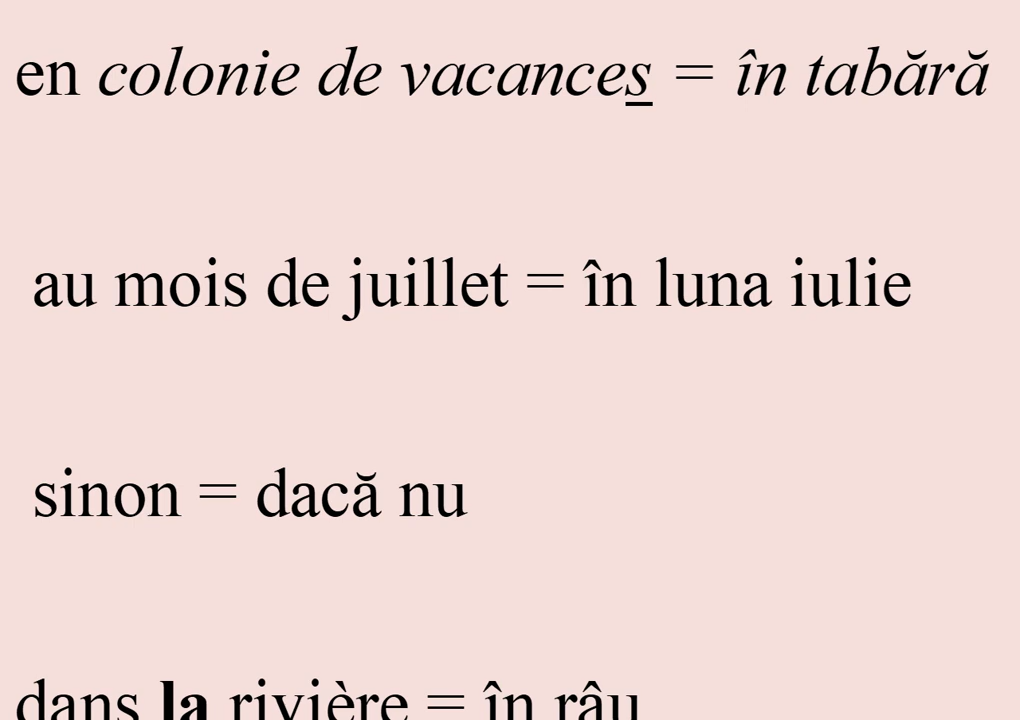 en colonie de vacances = în tabără
au mois de juillet = în luna iulie
sinon = dacă nu
dans la rivière = în râu